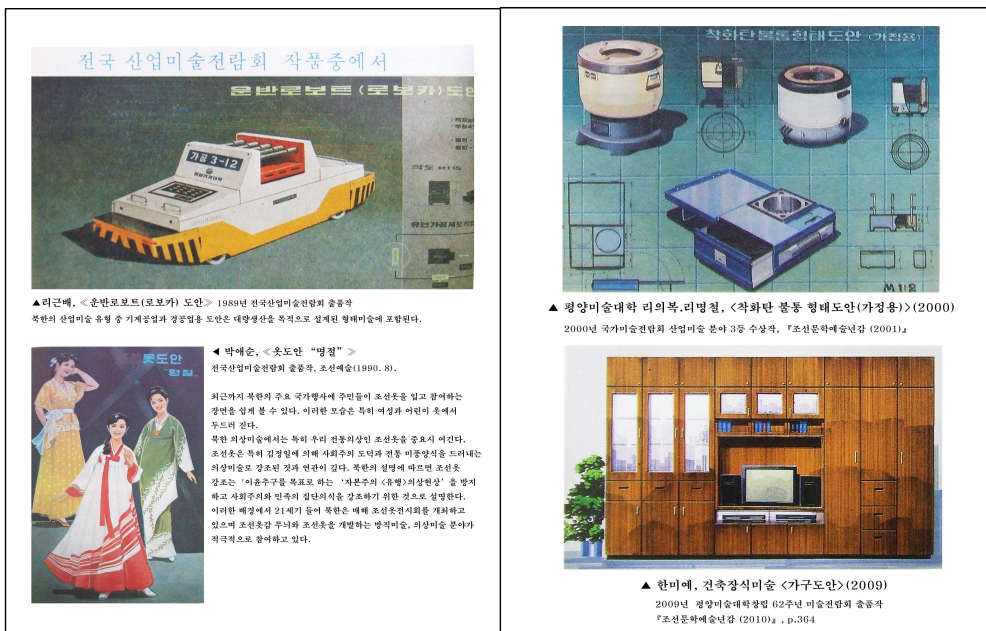 전국 산업미술전람회 작품중에서
운반로보트 (로보카) 도안
가공 3-12
▲리근배, ≪운반로보트(로보카) 도안≫ 1989년 전국산업미술전람회 출품작
북한의 산업미술 유형 중 기계공업과 경공업용 도안은 대량생산을 목적으로 설계된 형태미술에 포함된다.
옷도안
"명절"
◀ 박애순, ≪옷도안 “명절”≫
전국산업미술전람회 출품작, 조선예술(1990. 8).
최근까지 북한의 주요 국가행사에 주민들이 조선옷을 입고 참여하는
장면을 쉽게 볼 수 있다. 이러한 모습은 특히 여성과 어린이 옷에서
두드러 진다.
북한 의상미술에서는 특히 우리 전통의상인 조선옷을 중요시 여긴다.
조선옷은 특히 김정일에 의해 사회주의 도덕과 전통 미풍양식을 드러내는
의상미술로 강조된 것과 연관이 깊다. 북한의 설명에 따르면 조선옷
강조는 ‘이윤추구를 목표로 하는 ‘자본주의 <유행>의상현상’을 방지
하고 사회주의와 민족의 집단의식을 강조하기 위한 것으로 설명한다.
이러한 배경에서 21세기 들어 북한은 매해 조선옷전시회를 개최하고
있으며 조선옷감 무늬와 조선옷을 개발하는 방직미술, 의상미술 분야가
적극적으로 참여하고 있다.
착화탄 불통형태도안 (가정용)
M 1:2
▲ 평양미술대학 리의복.리명철, <착화탄 불통 형태도안(가정용)>(2000)
2000년 국가미술전람회 산업미술 분야 3등 수상작, 『조선문학예술년감 (2001)』
▲ 한미예, 건축장식미술 <가구도안>(2009)
2009년 평양미술대학창립 62주년 미술전람회 출품작
『조선문학예술년감 (2010)』, p.364